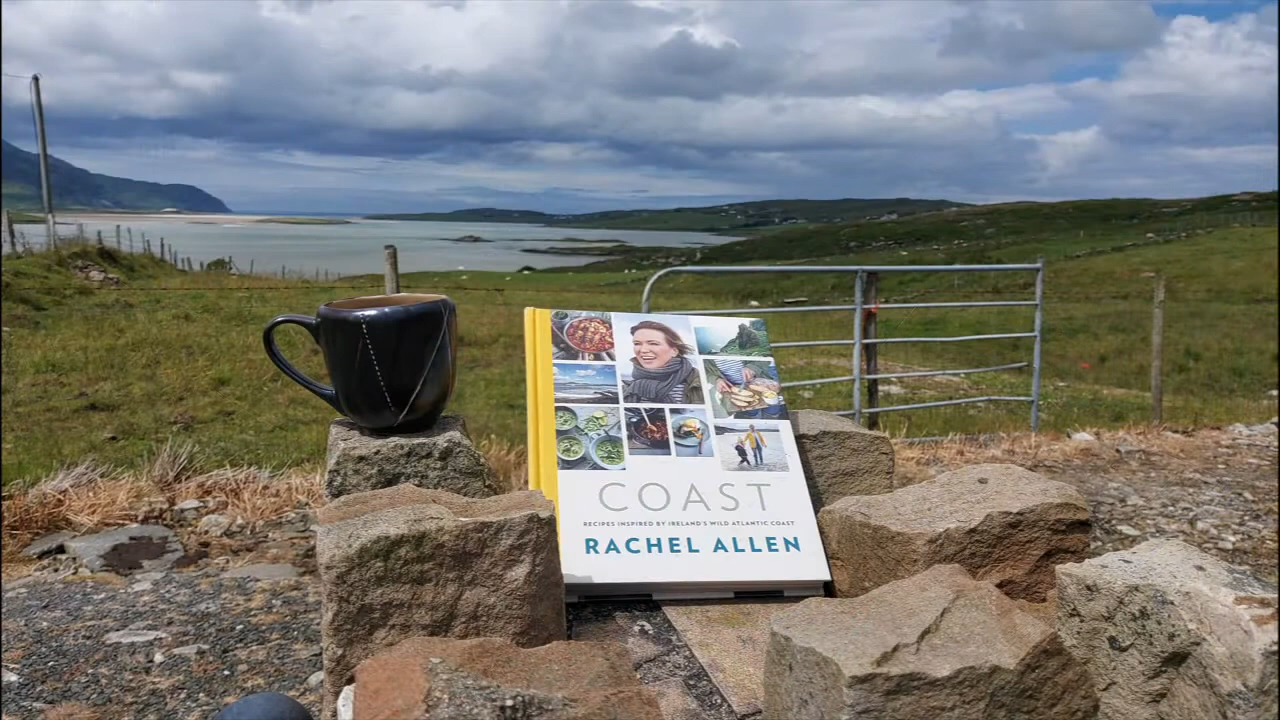 COAST
RECIPES INSPIRED BY IRELAND'S WILD ATLANTIC COAST
RACHEL ALLEN